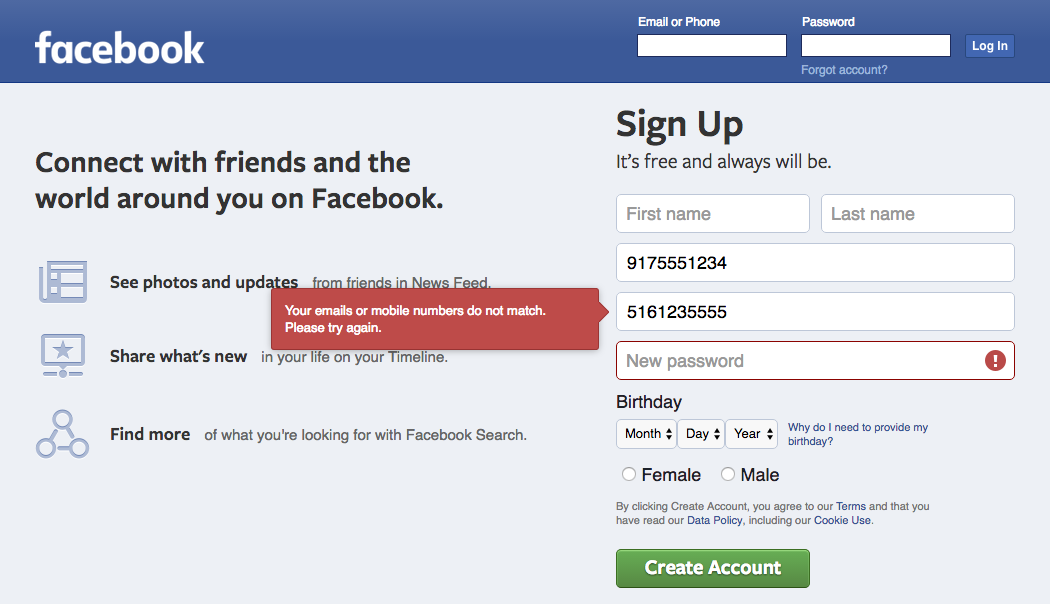 facebook
Email or Phone
Password
Log In
Forgot account?
Connect with friends and the
world around you on Facebook.
See photos and updates from friends in News Feed.
Share what's new in your life on your Timeline.
Find more of what you're looking for with Facebook Search.
Your emails or mobile numbers do not match.
Please try again.
Sign Up
It's free and always will be.
First name
Last name
9175551234
5161235555
New password
!
Birthday
Month
Day
Year
Why do I need to provide my
birthday?
Female
Male
By clicking Create Account, you agree to our Terms and that you
have read our Data Policy, including our Cookie Use.
Create Account